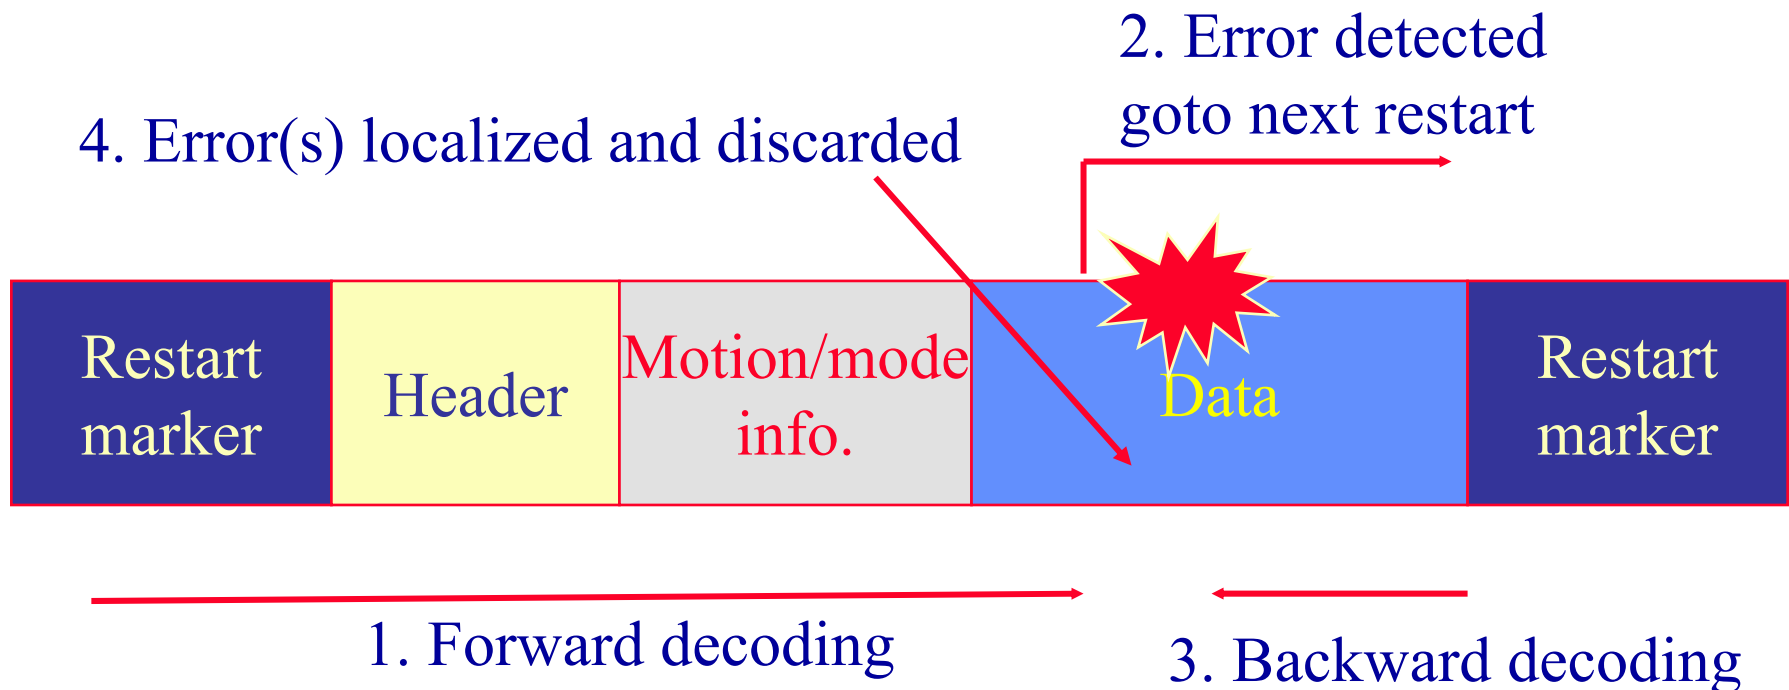 2. Error detected
goto next restart
4. Error(s) localized and discarded
Restart
marker
Header
Motion/mode
info.
Data
Restart
marker
1. Forward decoding
3. Backward decoding